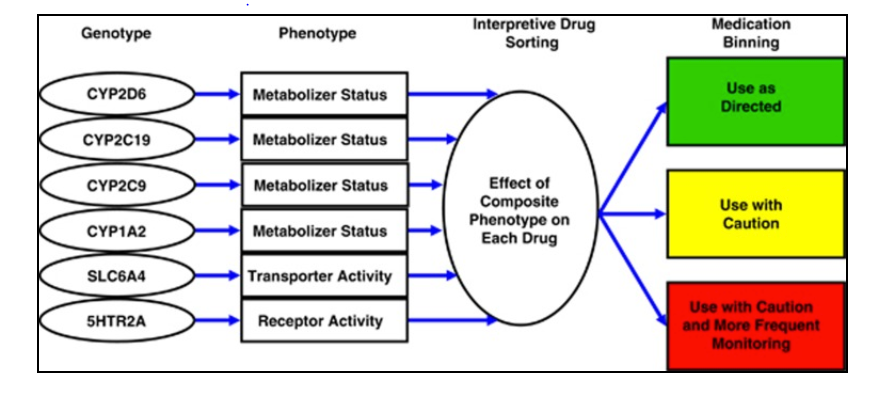 Genotype
Phenotype
Interpretive Drug
Sorting
Medication
Binning
CYP2D6
Metabolizer Status
CYP2C19
Metabolizer Status
CYP2C9
Metabolizer Status
CYP1A2
Metabolizer Status
SLC6A4
Transporter Activity
5HTR2A
Receptor Activity
Effect of
Composite
Phenotype on
Each Drug
Use as
Directed
Use with
Caution
Use with Caution
and More Frequent
Monitoring